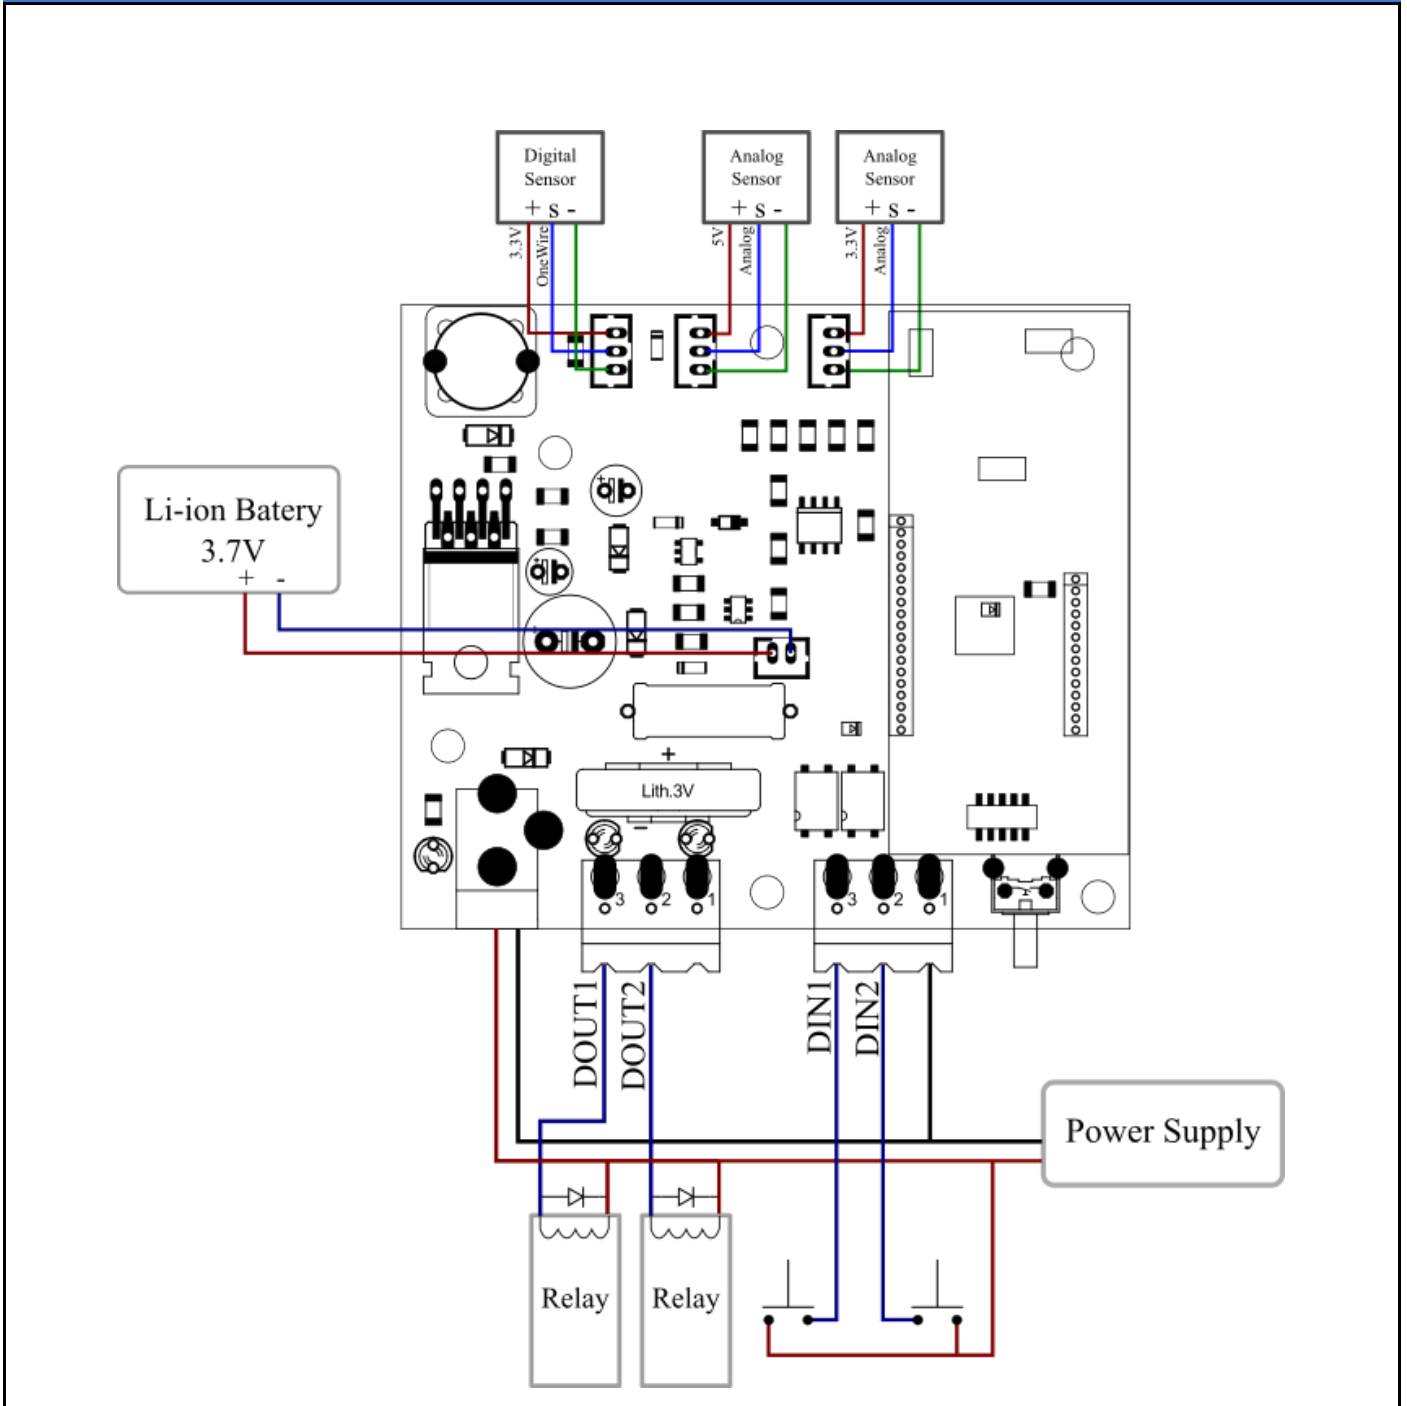 Digital
Sensor
+ s -
Analog
Sensor
+ s -
Analog
Sensor
+ s -
3.3V
OneWire
5V
Analog
3.3V
Analog
Li-ion Batery
3.7V
+ -
+
Lith.3V
-
3 2 1
3 2 1
DOUT1
DOUT2
DIN1
DIN2
Power Supply
Relay
Relay